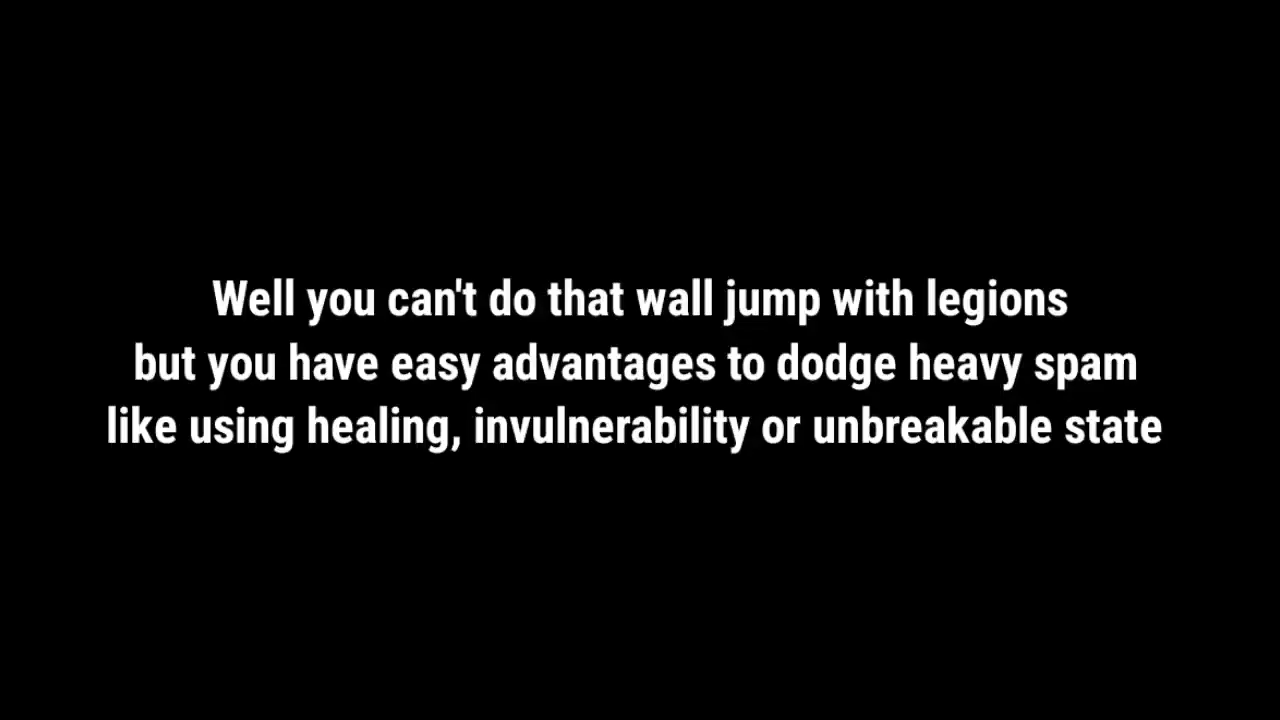 Well you can't do that wall jump with legions
but you have easy advantages to dodge heavy spam
like using healing, invulnerability or unbreakable state